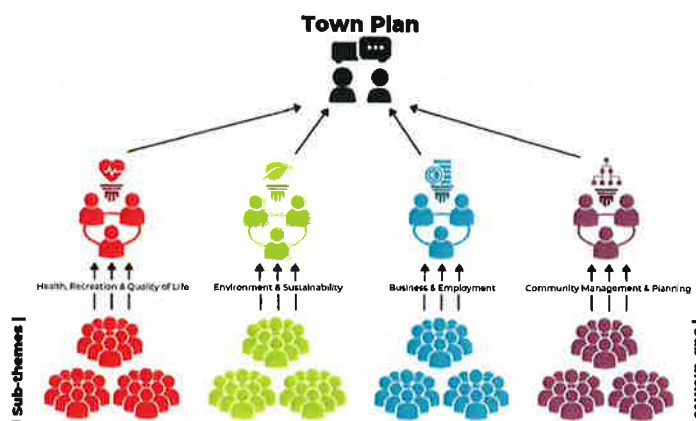 Town Plan
Health, Recreation & Quality of Life
Environment & Sustainability
Business & Employment
Community Management & Planning
Sub-themes |